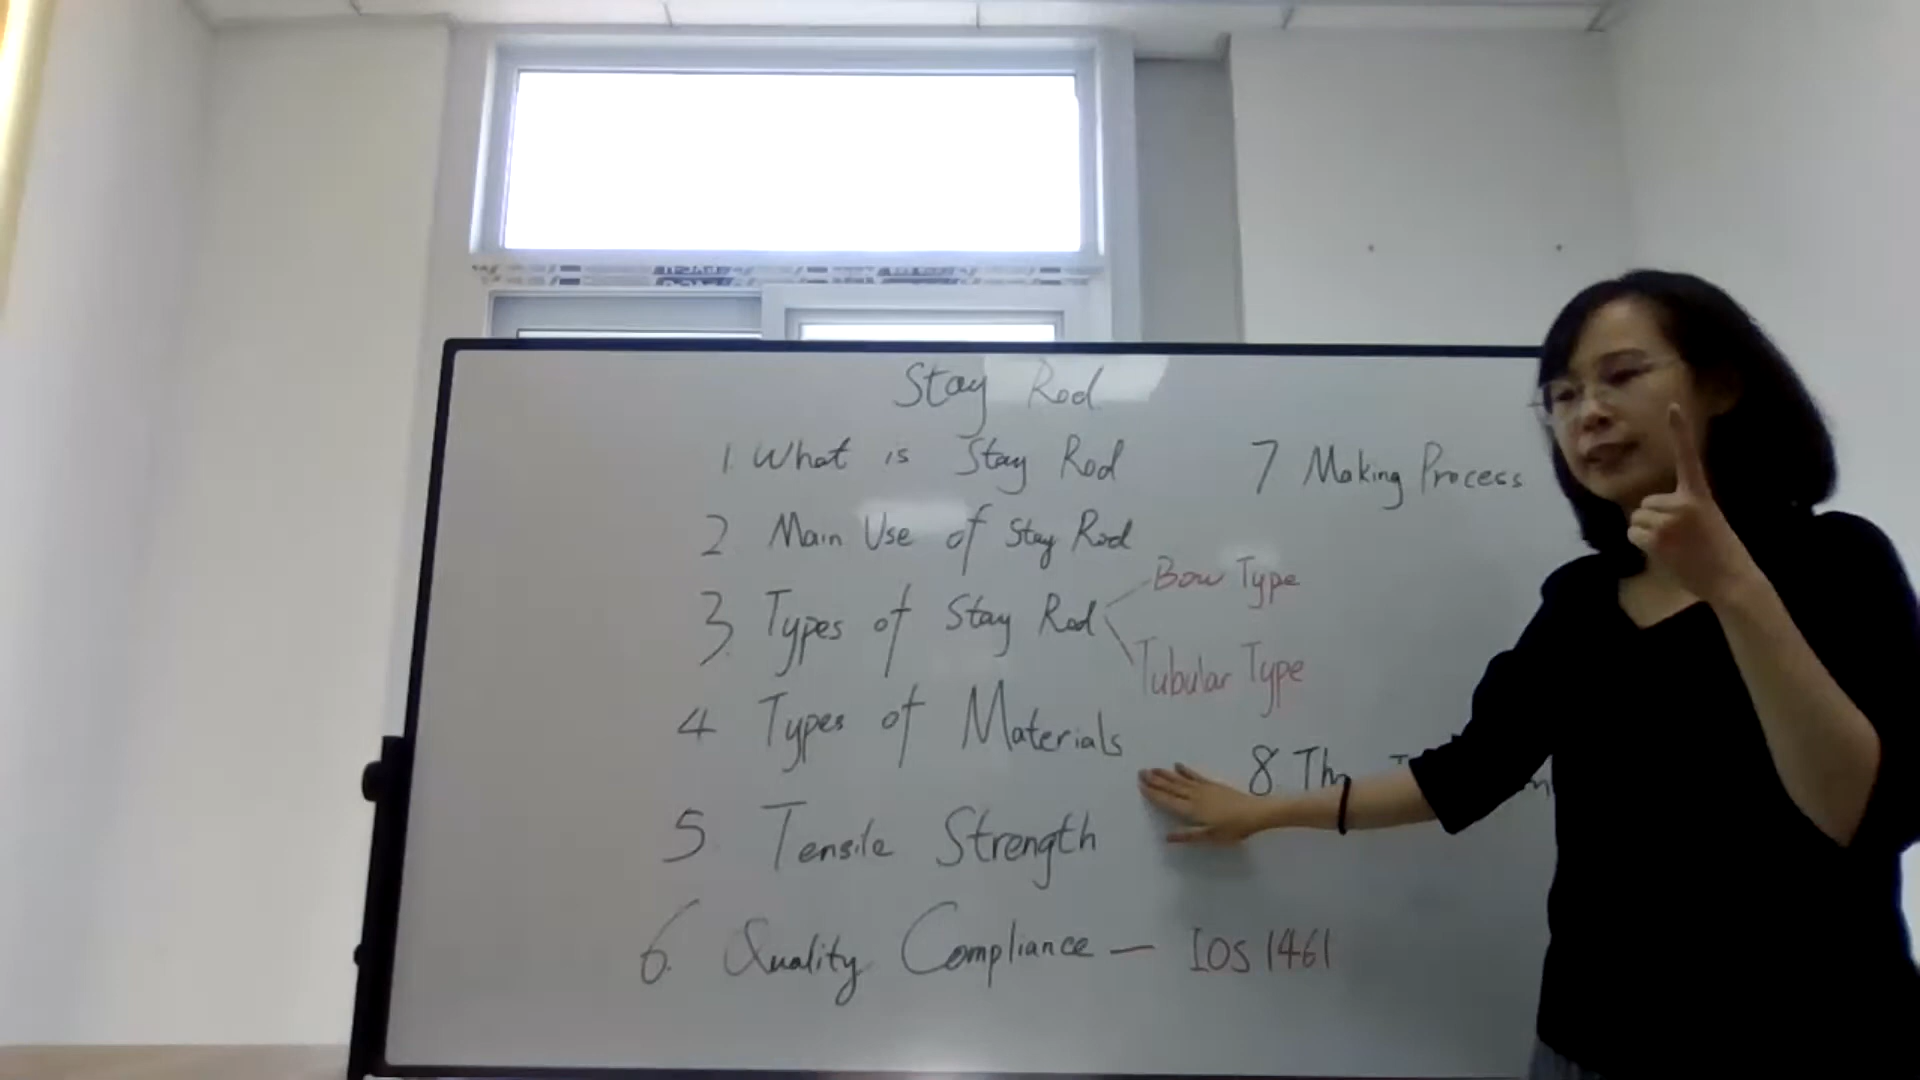 Stay Rod
1. What is Stay Rod
2 Main Use of Stay Rod
3. Types of Stay Rod
Bow Type
Tubular Type
4 Types of Materials
5. Tensile Strength
6. Quality Compliance — IOS 1461
7 Making Process
8